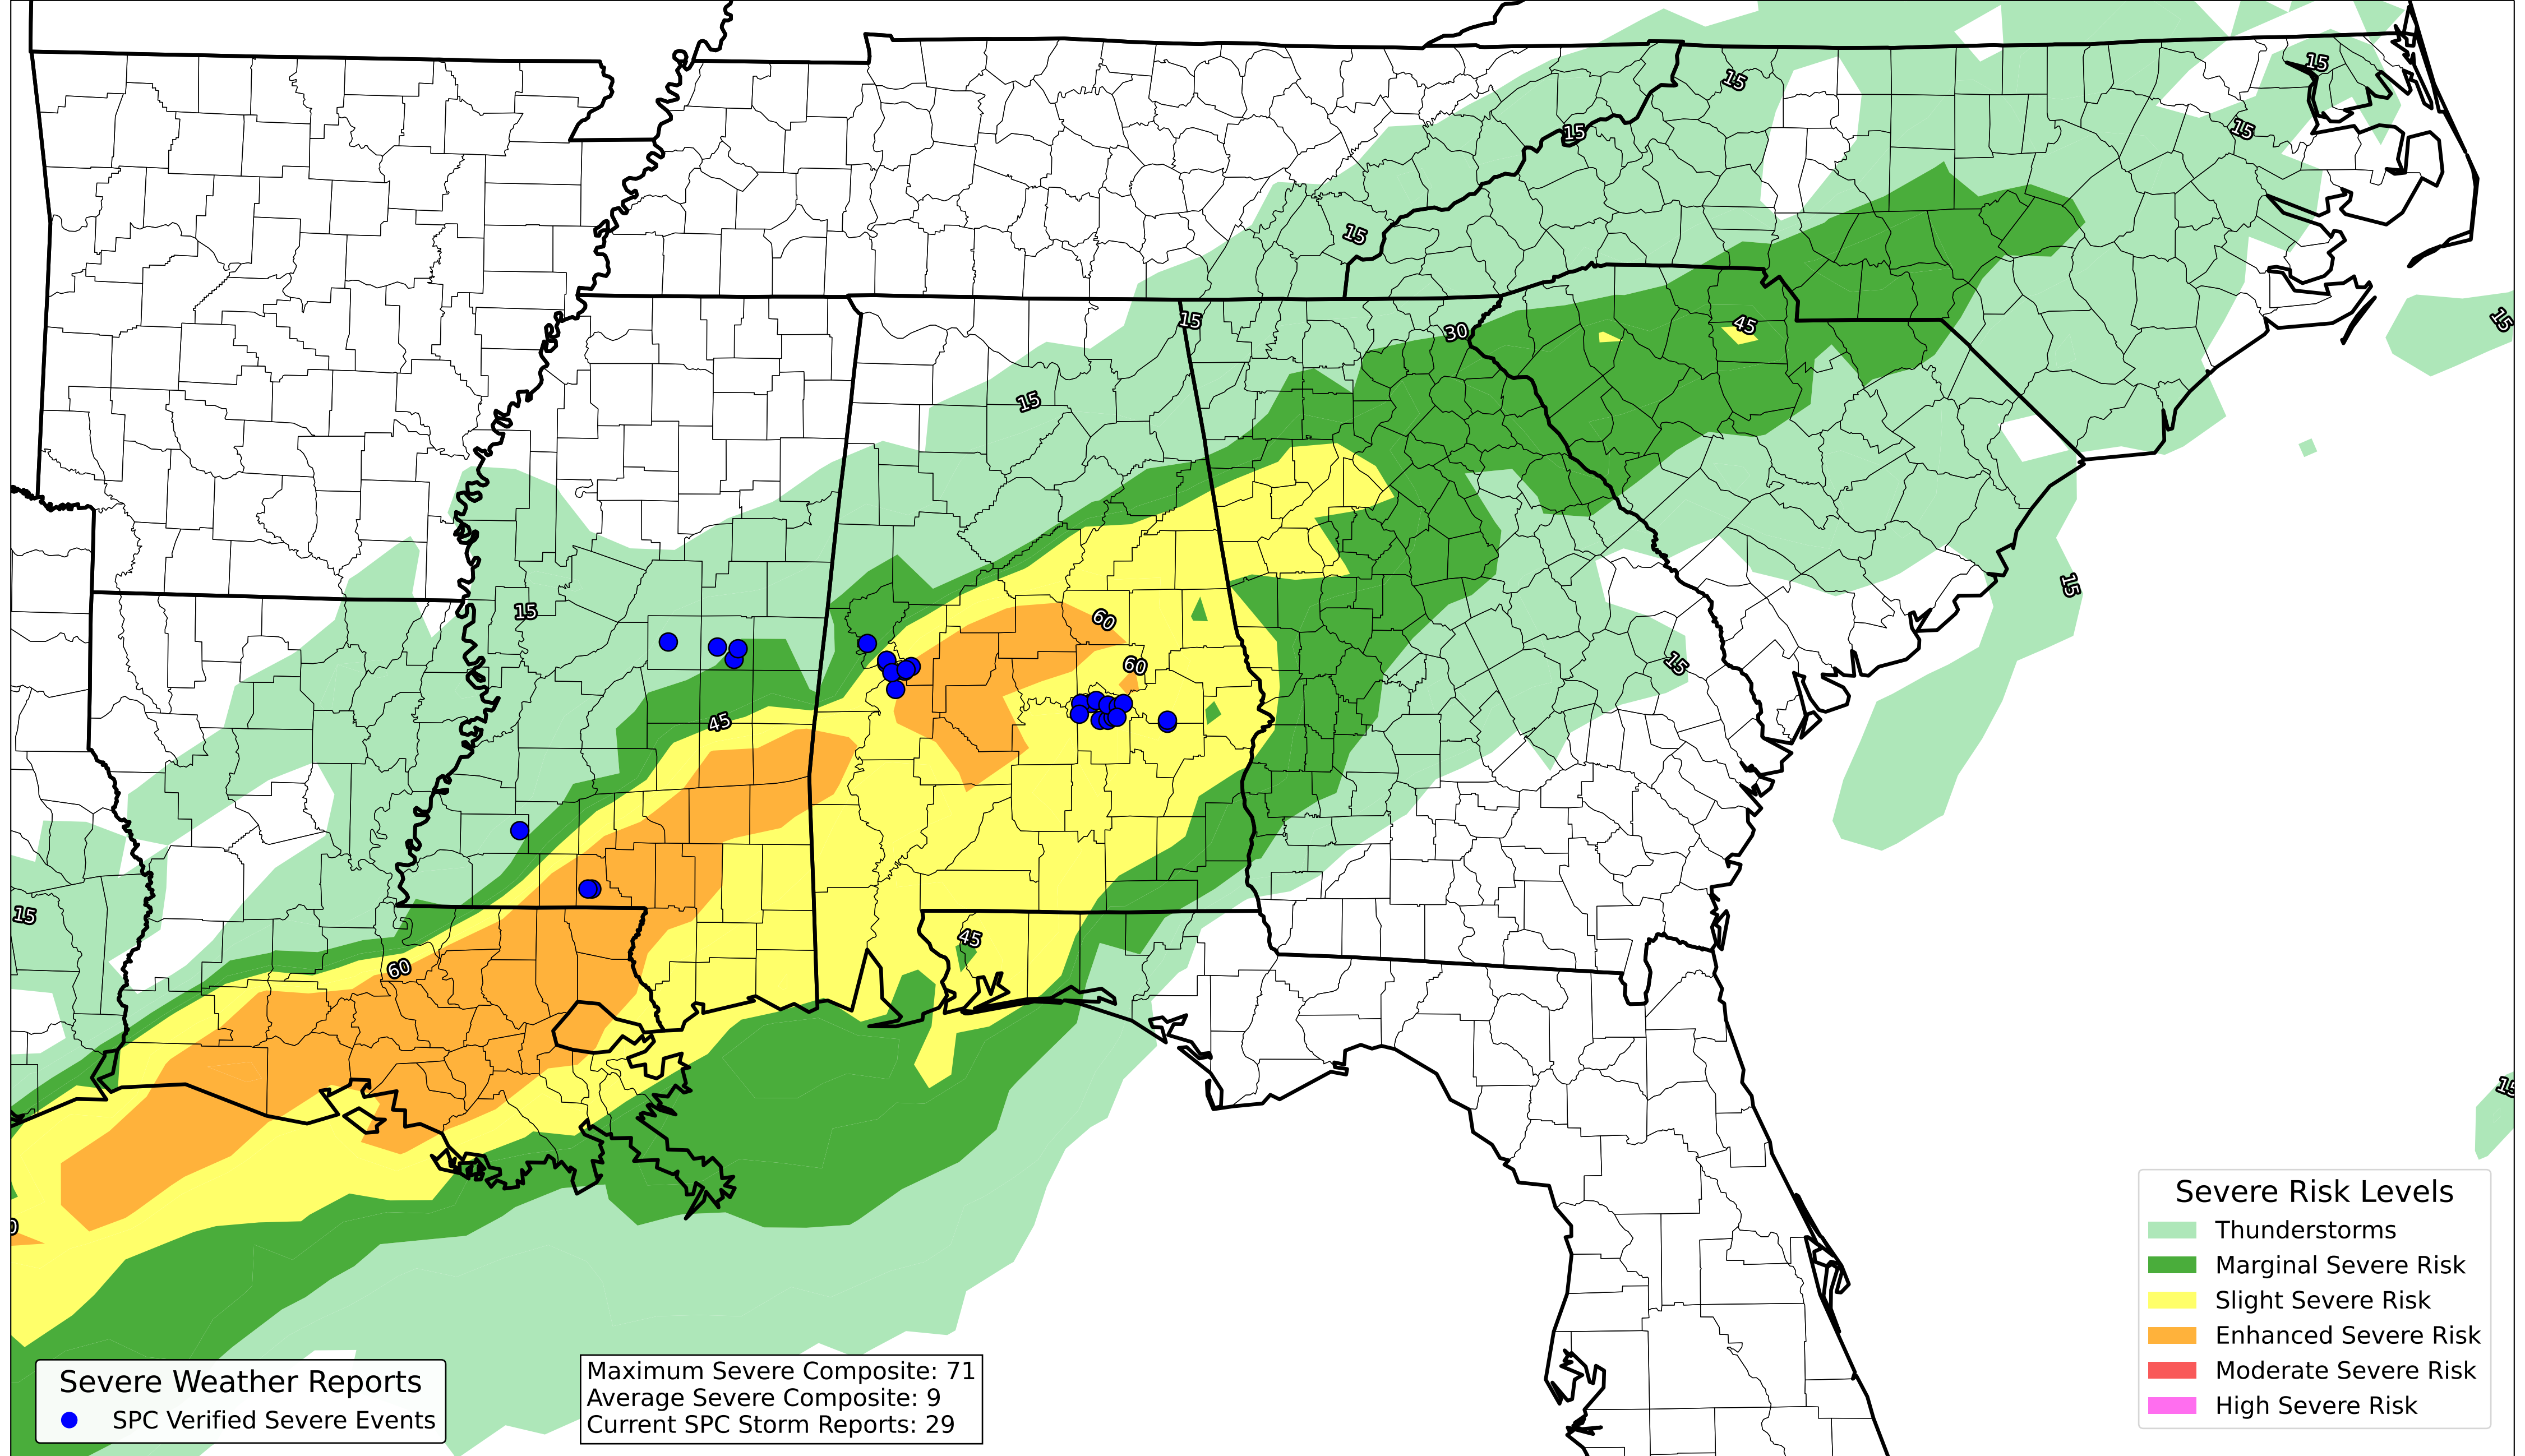 15
15
15
15
15
15
30
45
15
15
15
60
15
60
15
45
15
45
60
15
Severe Weather Reports
SPC Verified Severe Events
Maximum Severe Composite: 71
Average Severe Composite: 9
Current SPC Storm Reports: 29
Severe Risk Levels
Thunderstorms
Marginal Severe Risk
Slight Severe Risk
Enhanced Severe Risk
Moderate Severe Risk
High Severe Risk